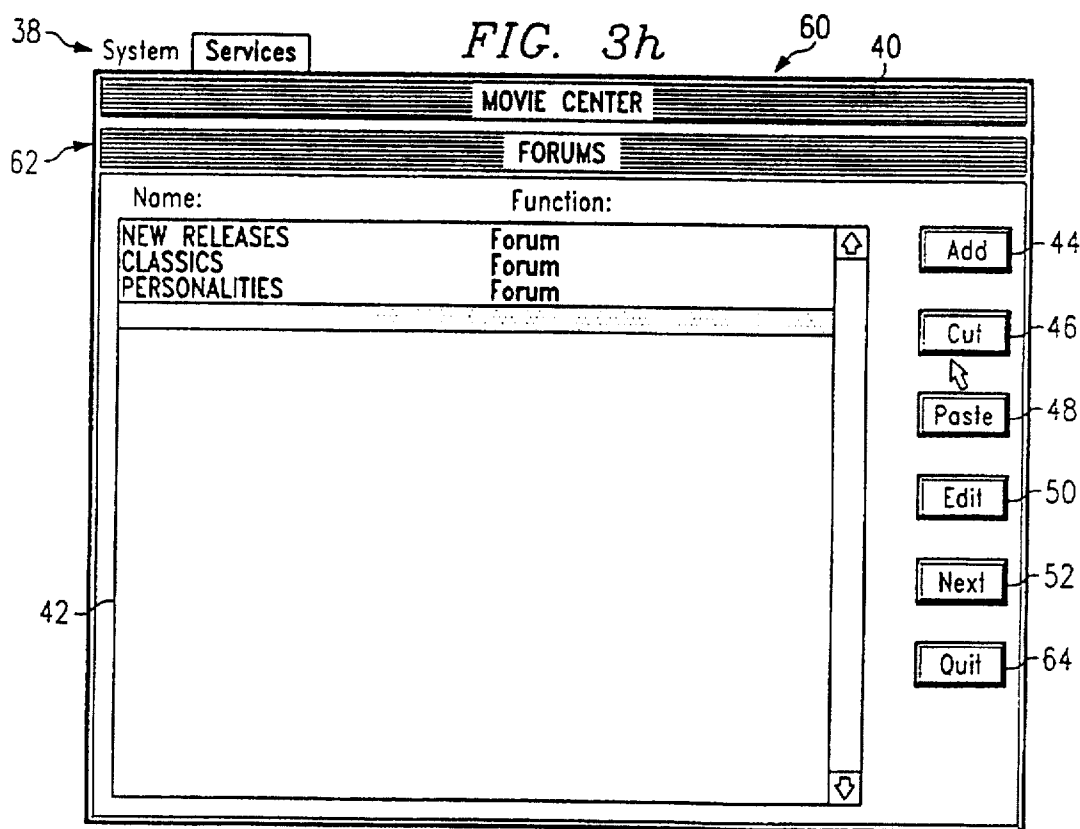 FIG. 3h
60
38
System Services
40
MOVIE CENTER
62
FORUMS
Name: Function:
NEW RELEASES Forum
CLASSICS Forum
PERSONALITIES Forum
Add 44
Cut 46
Paste 48
Edit 50
Next 52
42
Quit 64